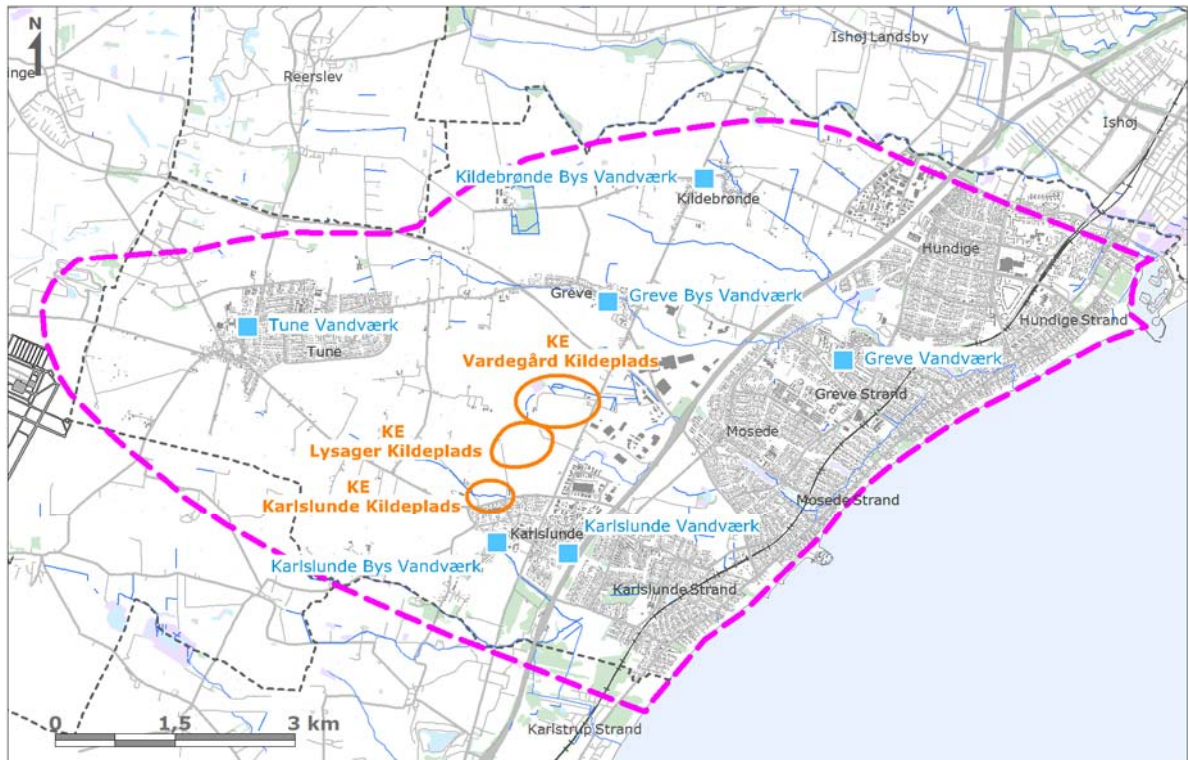 N
Ishøj Landsby
inge
Reerslev
Ishøj
Kildebrønde Bys Vandværk
Kildebrønde
Hundige
Greve
Greve Bys Vandværk
Hundige Strand
Tune Vandværk
Tune
KE
Vardegård Kildeplads
Greve Vandværk
Greve Strand
Mosede
KE
Lysager Kildeplads
KE
Karlslunde Kildeplads
Mosede Strand
Karlslunde Vandværk
Karlslunde
Karlslunde Bys Vandværk
Karlslunde Strand
0 1,5 3 km
Karlstrup Strand